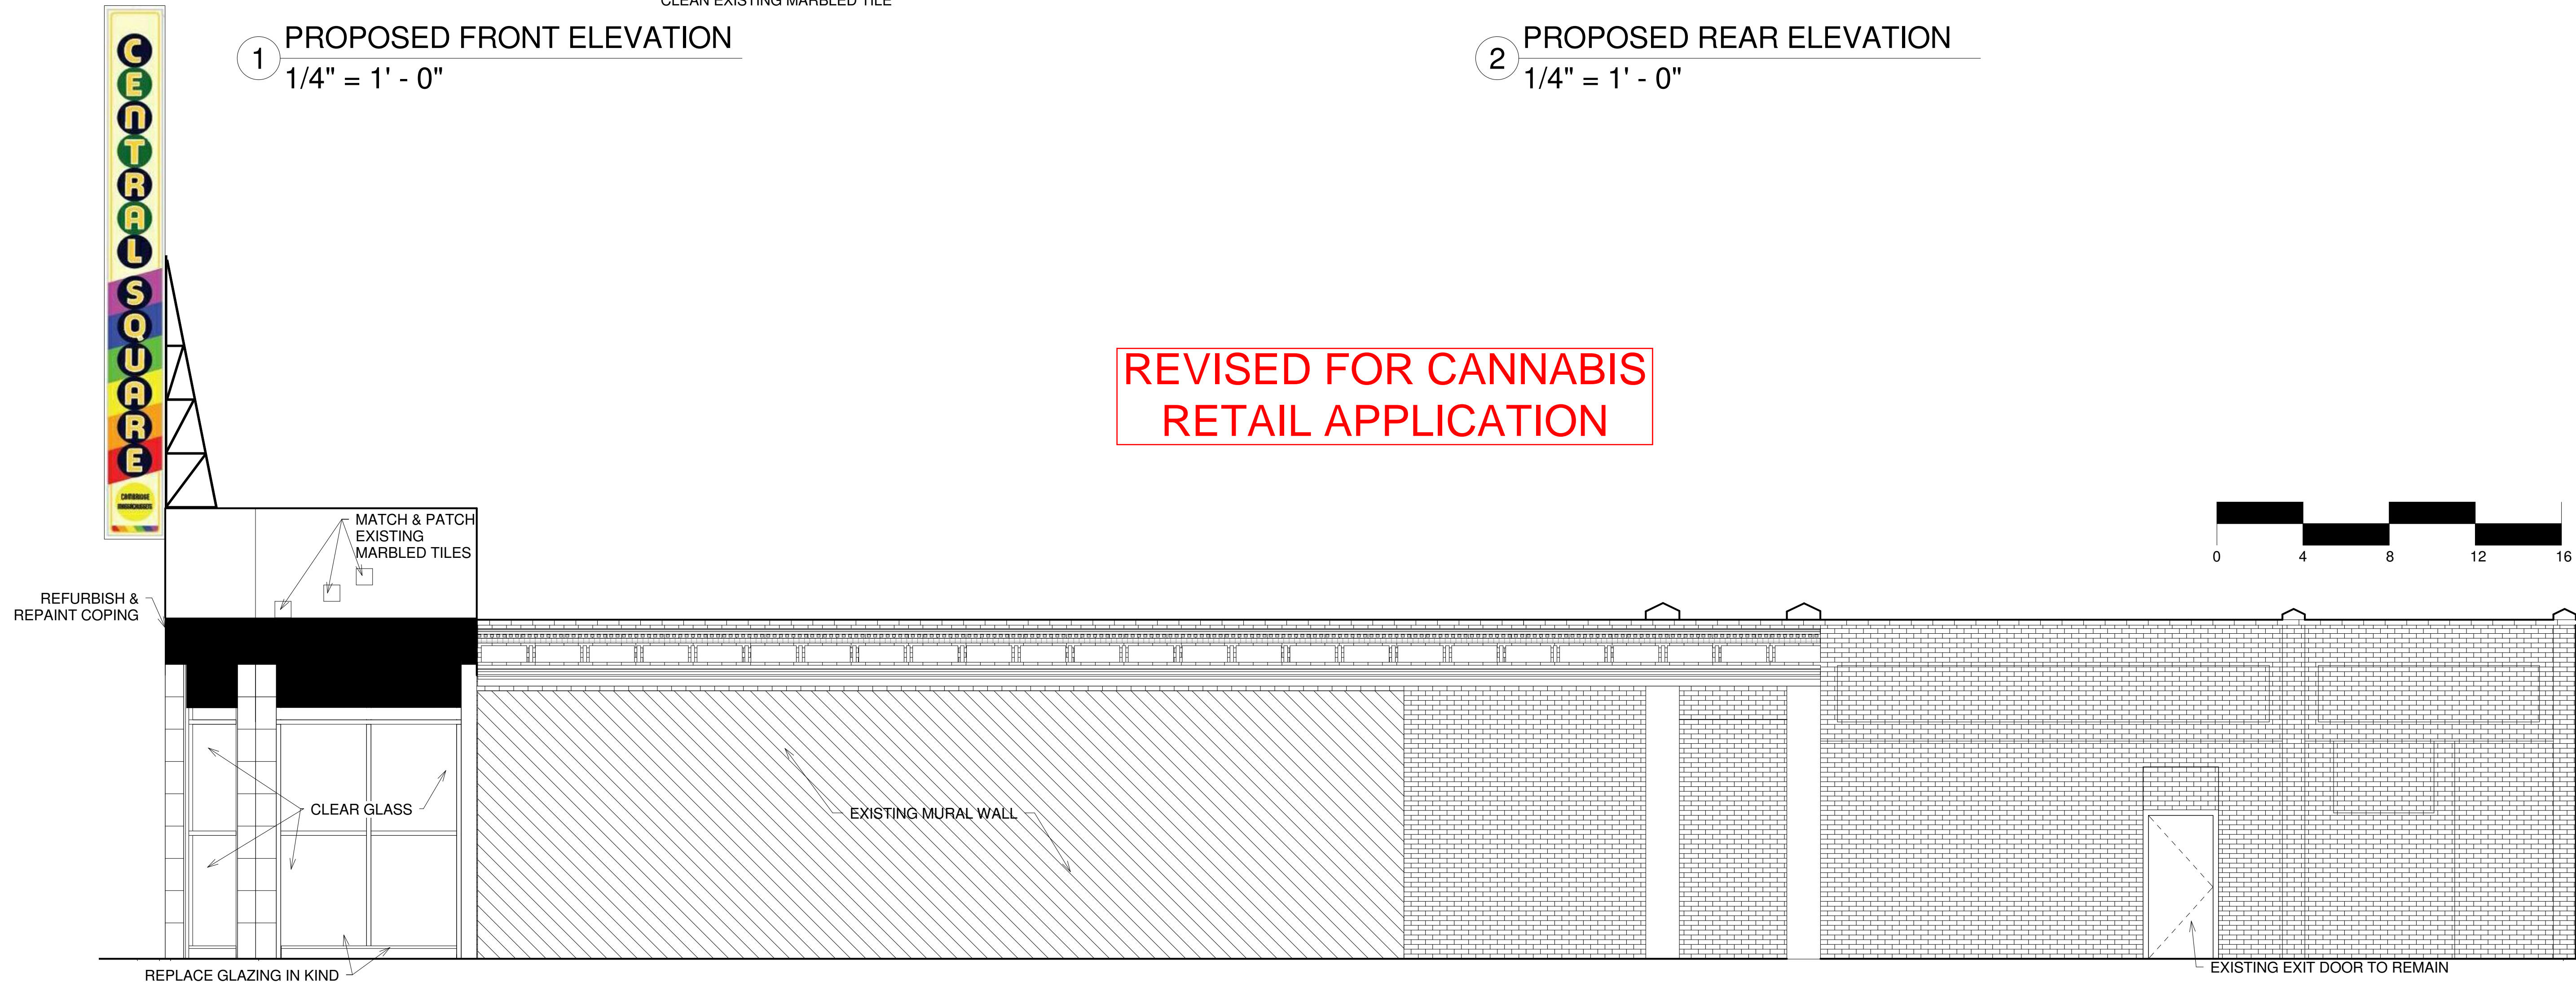 CLEAN EXISTING MARBLED TILE
1 PROPOSED FRONT ELEVATION
1/4" = 1' - 0"
2 PROPOSED REAR ELEVATION
1/4" = 1' - 0"
CENTRAL SQUARE
CAMBRIDGE
MASSACHUSETTS
REVISED FOR CANNABIS
RETAIL APPLICATION
MATCH & PATCH
EXISTING
MARBLED TILES
0 4 8 12 16
REFURBISH &
REPAINT COPING
CLEAR GLASS
EXISTING MURAL WALL
REPLACE GLAZING IN KIND
EXISTING EXIT DOOR TO REMAIN